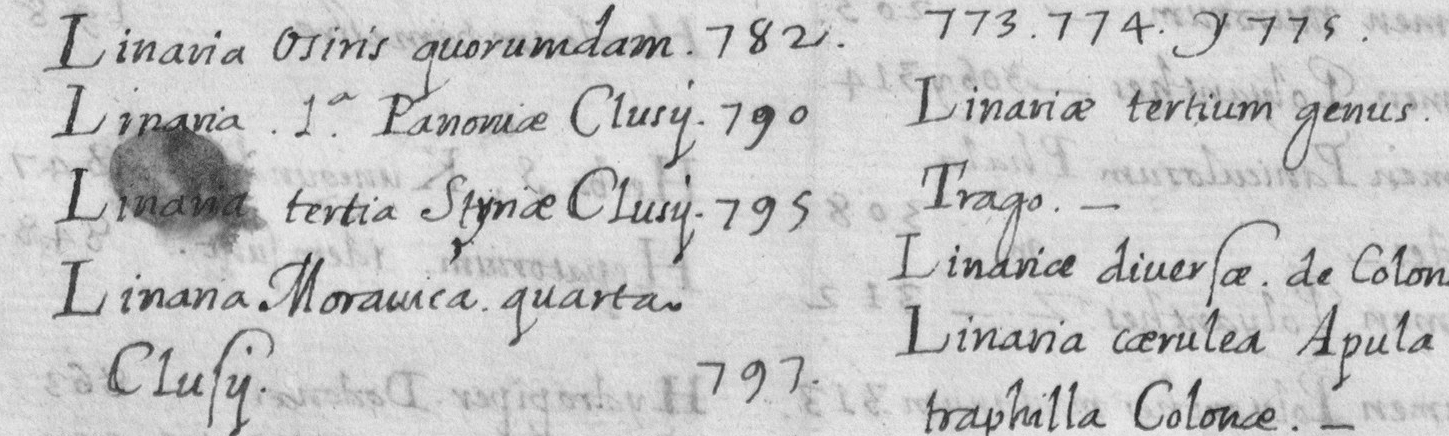 Linaria Osiris quorumdam. 782.
Linaria. 1ª. Panoniæ Clusij. 790
Linaria tertia Styriæ Clusij. 795
Linaria Morauica. quarta
Clusij. 797.
773. 774. y 775.
Linariæ tertium genus.
Trago. —
Linariæ diuersæ. de Colon
Linaria cærulea Apula
traphilla Colonæ. —